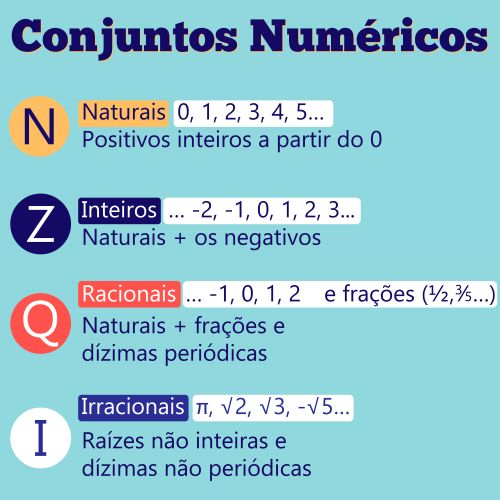 Conjuntos Numéricos
N
Naturais 0, 1, 2, 3, 4, 5...
Positivos inteiros a partir do 0
Z
Inteiros ... -2, -1, 0, 1, 2, 3...
Naturais + os negativos
Q
Racionais ... -1, 0, 1, 2 e frações (½,⅗...)
Naturais + frações e
dízimas periódicas
I
Irracionais π, √2, √3, -√5...
Raízes não inteiras e
dízimas não periódicas